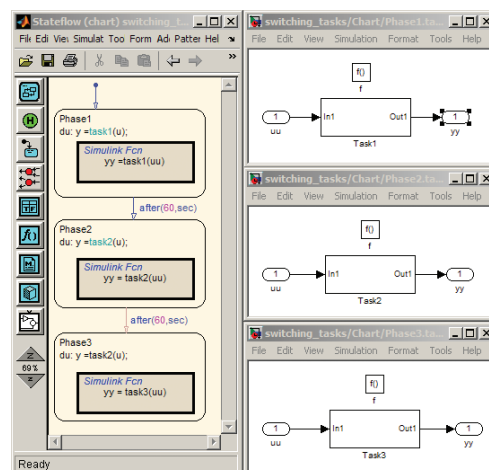 Stateflow (chart) switching_t...
File Edi Viev Simulat Too Form Ad Patter Hel
»
Phase1
du: y =task1(u);
Simulink Fcn
yy =task1(uu)
after(60,sec)
Phase2
du: y =task2(u);
Simulink Fcn
yy = task2(uu)
after(60,sec)
Phase3
du: y =task2(u);
Simulink Fcn
yy = task3(uu)
69%
Ready
switching_tasks/Chart/Phase1.ta...
File Edit View Simulation Format Tools Help
f()
f
1
In1
Out1
1
uu
Task1
yy
switching_tasks/Chart/Phase2.ta...
File Edit View Simulation Format Tools Help
f()
f
1
In1
Out1
1
uu
Task2
yy
switching_tasks/Chart/Phase3.ta...
File Edit View Simulation Format Tools Help
f()
f
1
In1
Out1
1
uu
Task3
yy